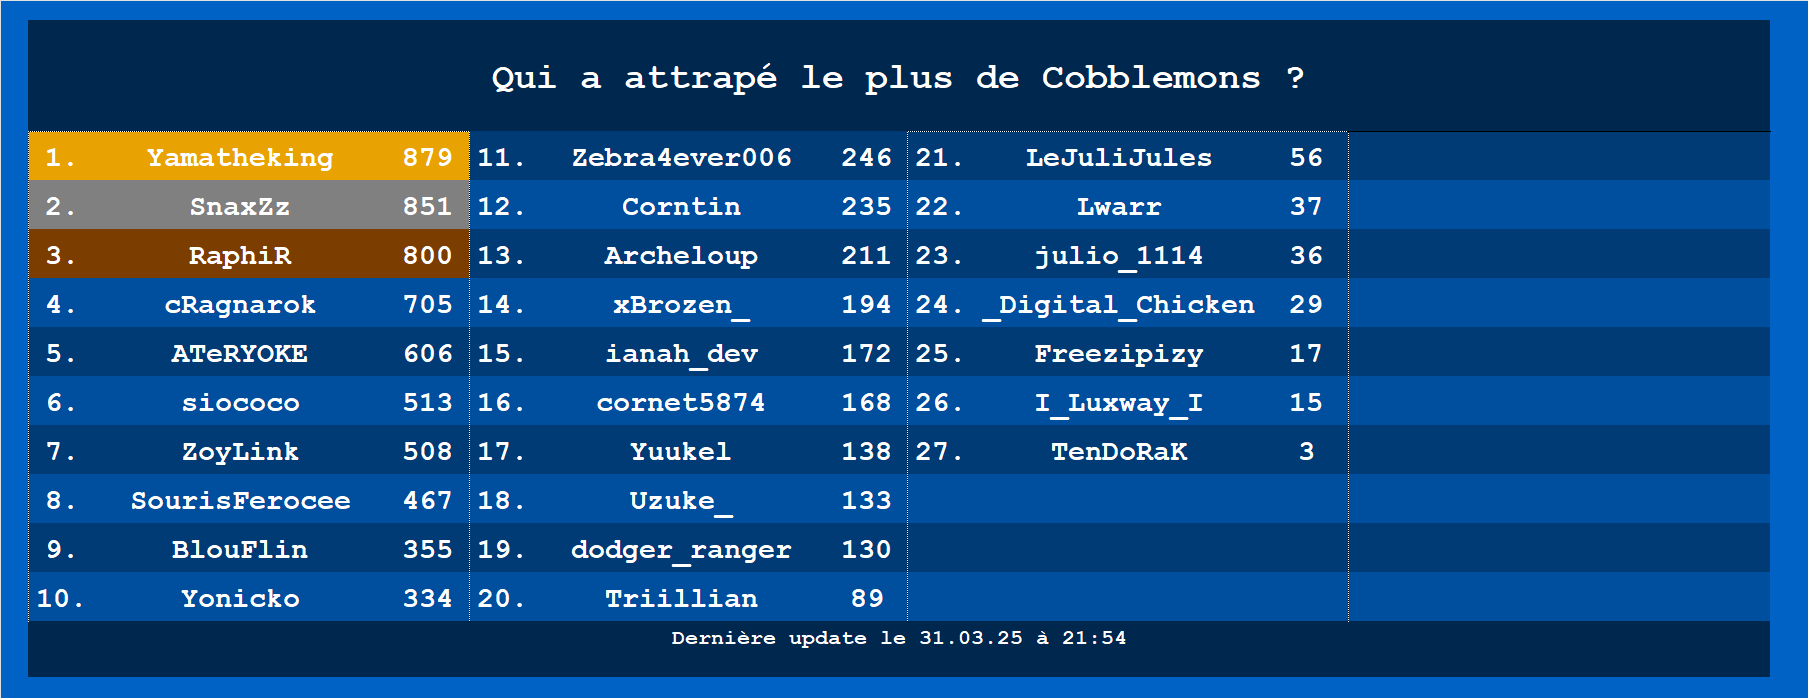 Qui a attrapé le plus de Cobblemons ?
1. Yamatheking 879
2. SnaxZz 851
3. RaphiR 800
4. cRagnarok 705
5. ATeRYOKE 606
6. siococo 513
7. ZoyLink 508
8. SourisFerocee 467
9. BlouFlin 355
10. Yonicko 334
11. Zebra4ever006 246
12. Corntin 235
13. Archeloup 211
14. xBrozen_ 194
15. ianah_dev 172
16. cornet5874 168
17. Yuukel 138
18. Uzuke_ 133
19. dodger_ranger 130
20. Triillian 89
21. LeJuliJules 56
22. Lwarr 37
23. julio_1114 36
24. _Digital_Chicken 29
25. Freezipizy 17
26. I_Luxway_I 15
27. TenDoRaK 3
Dernière update le 31.03.25 à 21:54